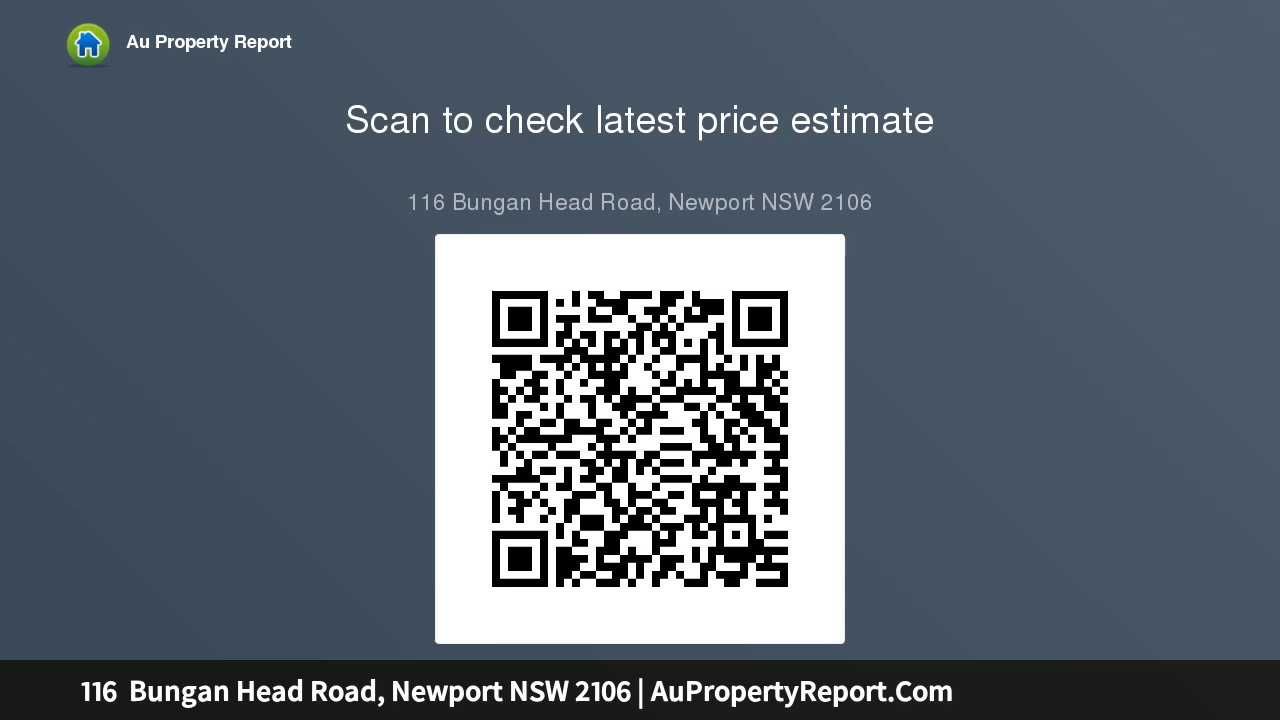 Au Property Report
Scan to check latest price estimate
116 Bungan Head Road, Newport NSW 2106
116 Bungan Head Road, Newport NSW 2106 | AuPropertyReport.Com